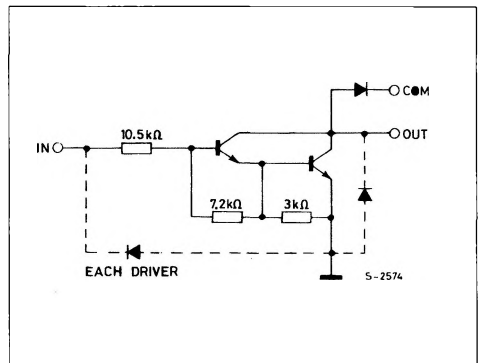 COM
OUT
10.5kΩ
IN
7.2kΩ
3kΩ
EACH DRIVER
S-2574